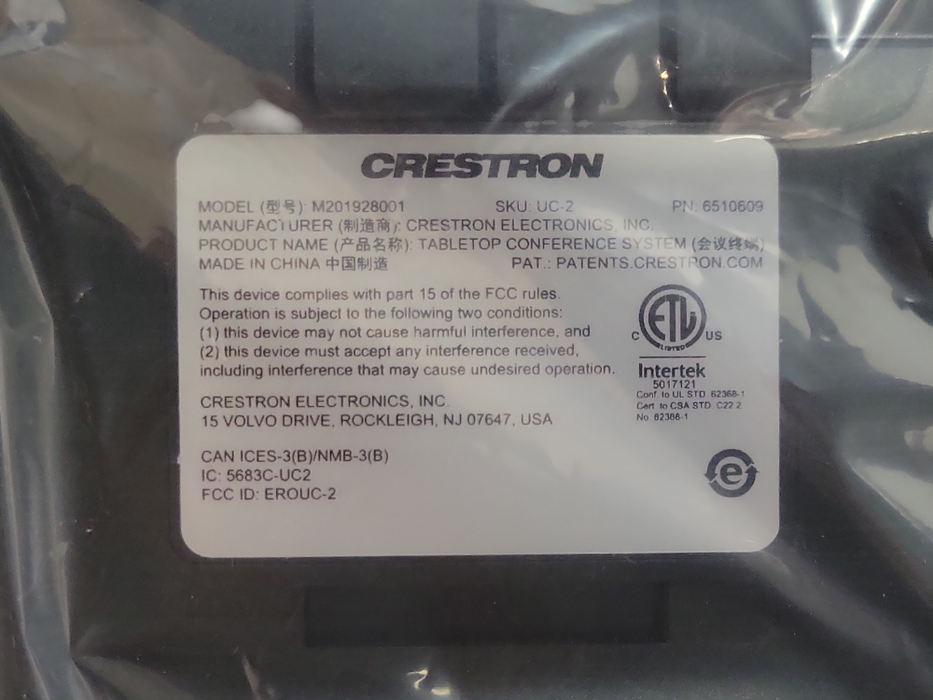 CRESTRON
MODEL (型号): M201928001 SKU: UC-2 PN: 6510609
MANUFACTURER (制造商): CRESTRON ELECTRONICS, INC.
PRODUCT NAME (产品名称): TABLETOP CONFERENCE SYSTEM (会议终端)
MADE IN CHINA 中国制造 PAT.: PATENTS.CRESTRON.COM
This device complies with part 15 of the FCC rules.
Operation is subject to the following two conditions:
(1) this device may not cause harmful interference, and
(2) this device must accept any interference received,
including interference that may cause undesired operation.
C ETL US
LISTED
Intertek
5017121
Conf. to UL STD. 62368-1
Cert. to CSA STD. C22.2
No. 62368-1
CRESTRON ELECTRONICS, INC.
15 VOLVO DRIVE, ROCKLEIGH, NJ 07647, USA
CAN ICES-3(B)/NMB-3(B)
IC: 5683C-UC2
FCC ID: EROUC-2
e